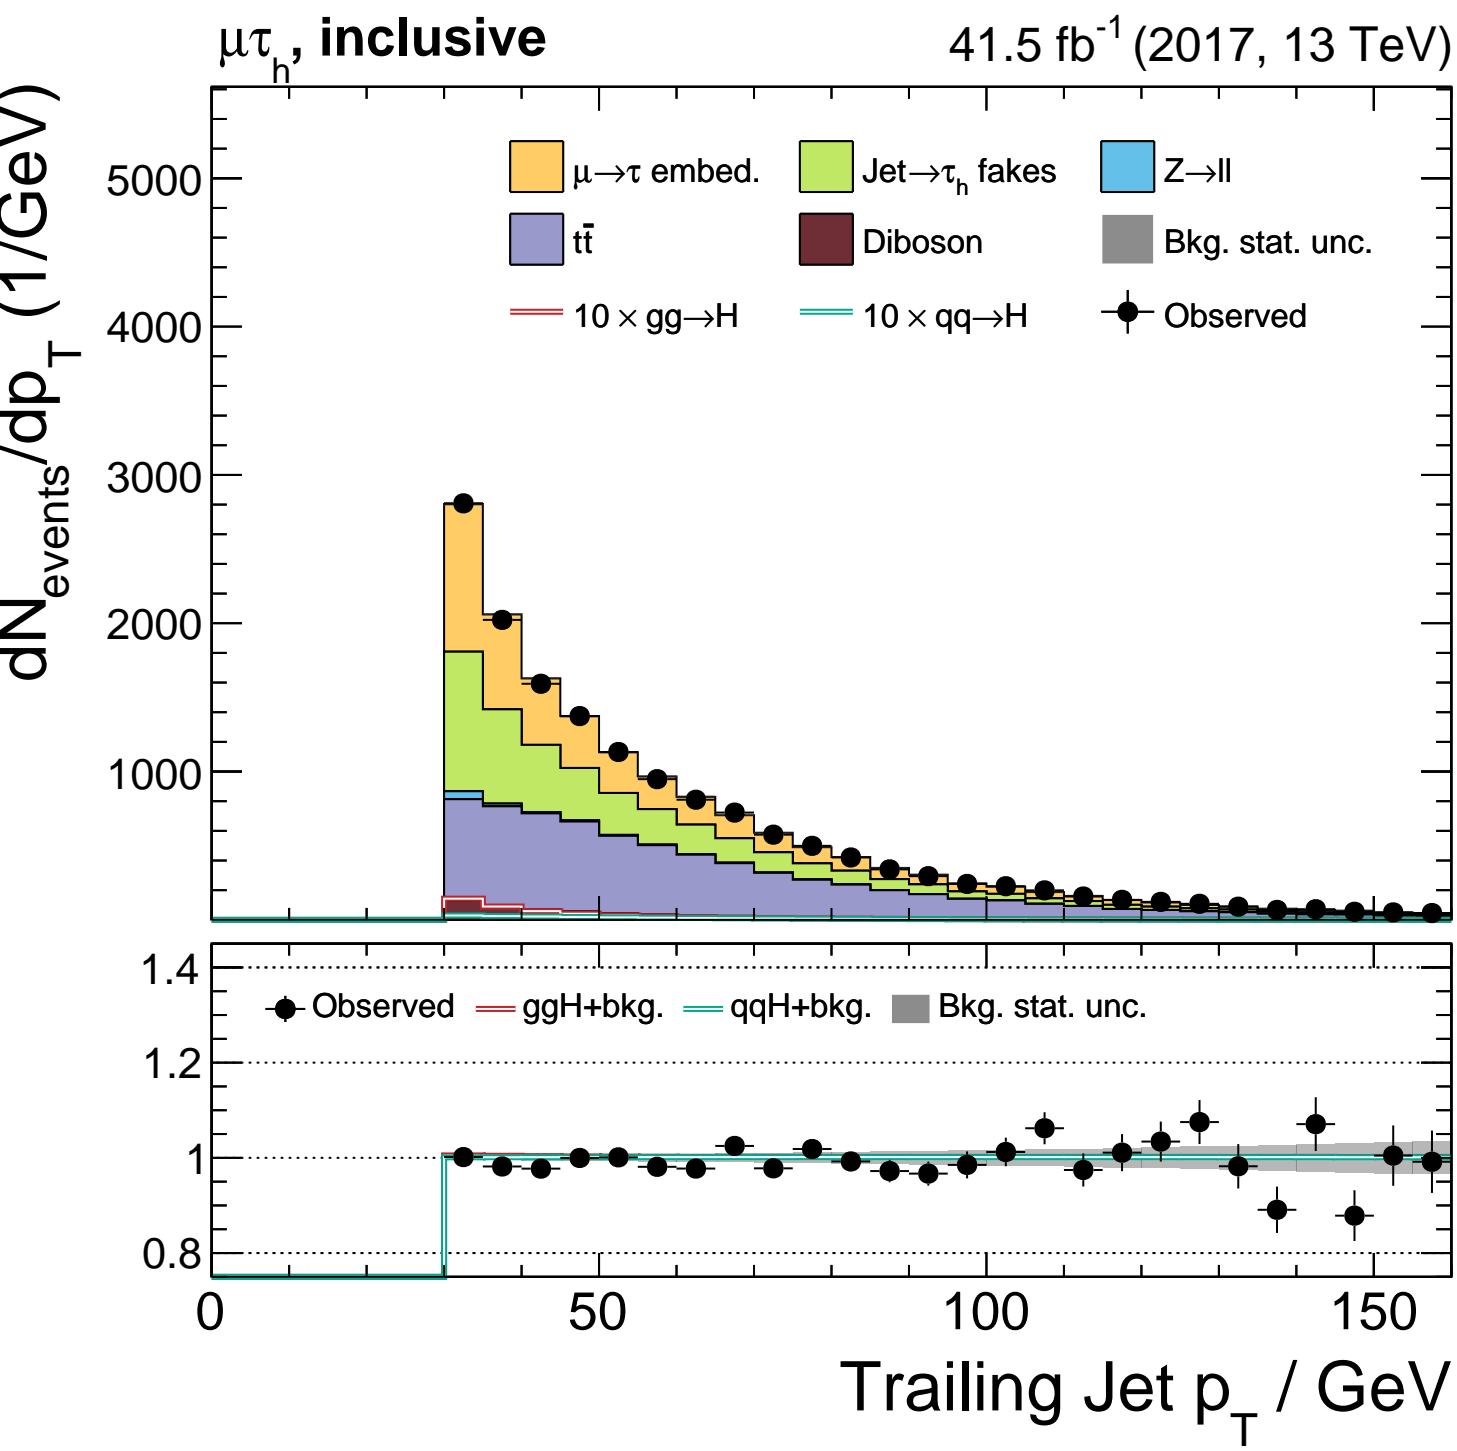 μτh, inclusive
41.5 fb-1 (2017, 13 TeV)
dNevents/dpT (1/GeV)
5000
4000
3000
2000
1000
μ→τ embed.
Jet→τh fakes
Z→ll
tt̄
Diboson
Bkg. stat. unc.
10 × gg→H
10 × qq→H
Observed
1.4
1.2
1
0.8
Observed
ggH+bkg.
qqH+bkg.
Bkg. stat. unc.
0
50
100
150
Trailing Jet pT / GeV